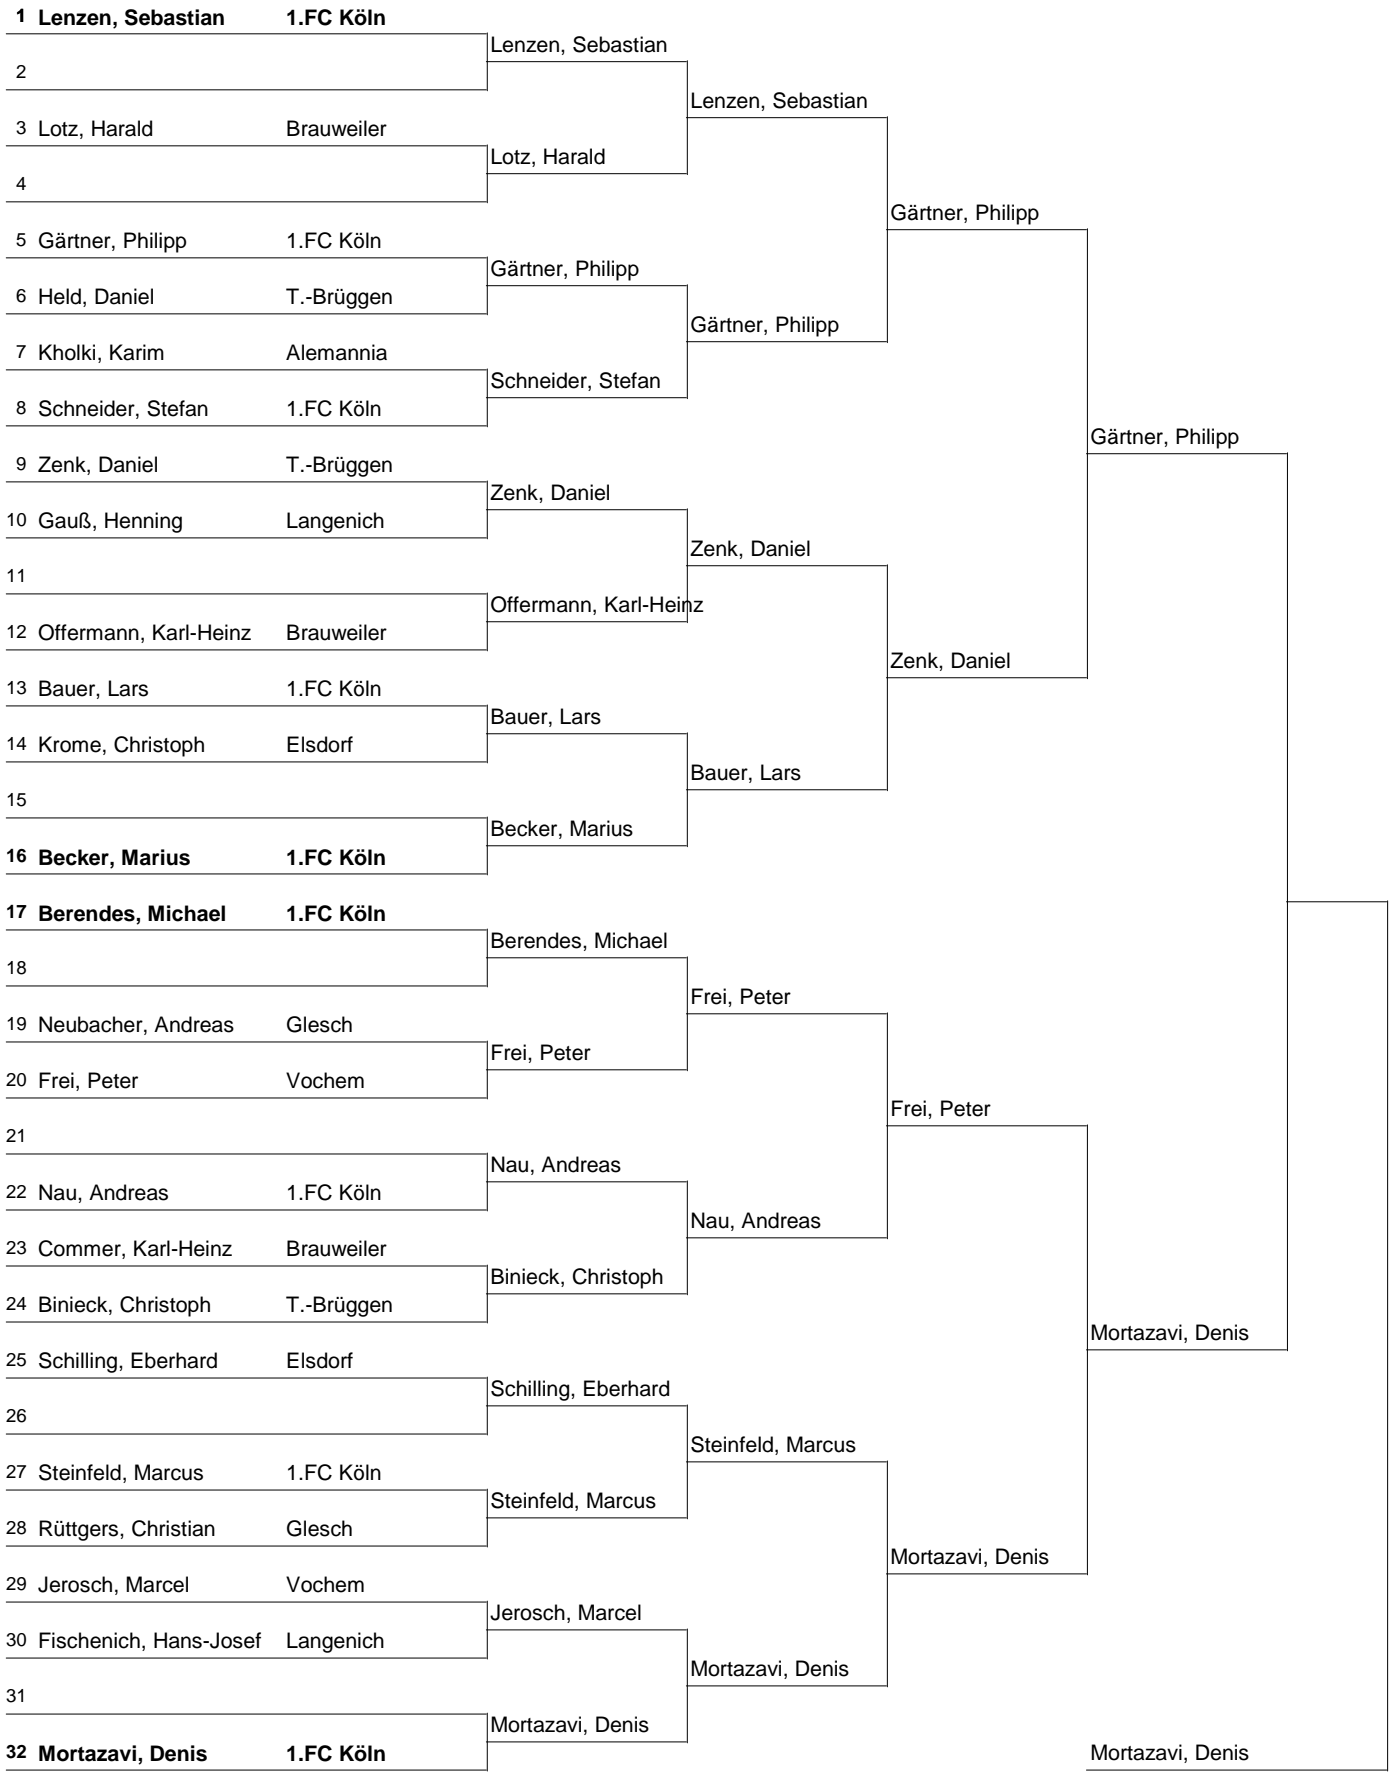 1 Lenzen, Sebastian 1.FC Köln
Lenzen, Sebastian
2
Lenzen, Sebastian
3 Lotz, Harald Brauweiler
Lotz, Harald
4
Gärtner, Philipp
5 Gärtner, Philipp 1.FC Köln
Gärtner, Philipp
6 Held, Daniel T.-Brüggen
Gärtner, Philipp
7 Kholki, Karim Alemannia
Schneider, Stefan
8 Schneider, Stefan 1.FC Köln
Gärtner, Philipp
9 Zenk, Daniel T.-Brüggen
Zenk, Daniel
10 Gauß, Henning Langenich
Zenk, Daniel
11
Offermann, Karl-Heinz
12 Offermann, Karl-Heinz Brauweiler
Zenk, Daniel
13 Bauer, Lars 1.FC Köln
Bauer, Lars
14 Krome, Christoph Elsdorf
Bauer, Lars
15
Becker, Marius
16 Becker, Marius 1.FC Köln
17 Berendes, Michael 1.FC Köln
Berendes, Michael
18
Frei, Peter
19 Neubacher, Andreas Glesch
Frei, Peter
20 Frei, Peter Vochem
Frei, Peter
21
Nau, Andreas
22 Nau, Andreas 1.FC Köln
Nau, Andreas
23 Commer, Karl-Heinz Brauweiler
Binieck, Christoph
24 Binieck, Christoph T.-Brüggen
Mortazavi, Denis
25 Schilling, Eberhard Elsdorf
Schilling, Eberhard
26
Steinfeld, Marcus
27 Steinfeld, Marcus 1.FC Köln
Steinfeld, Marcus
28 Rüttgers, Christian Glesch
Mortazavi, Denis
29 Jerosch, Marcel Vochem
Jerosch, Marcel
30 Fischenich, Hans-Josef Langenich
Mortazavi, Denis
31
Mortazavi, Denis
32 Mortazavi, Denis 1.FC Köln
Mortazavi, Denis